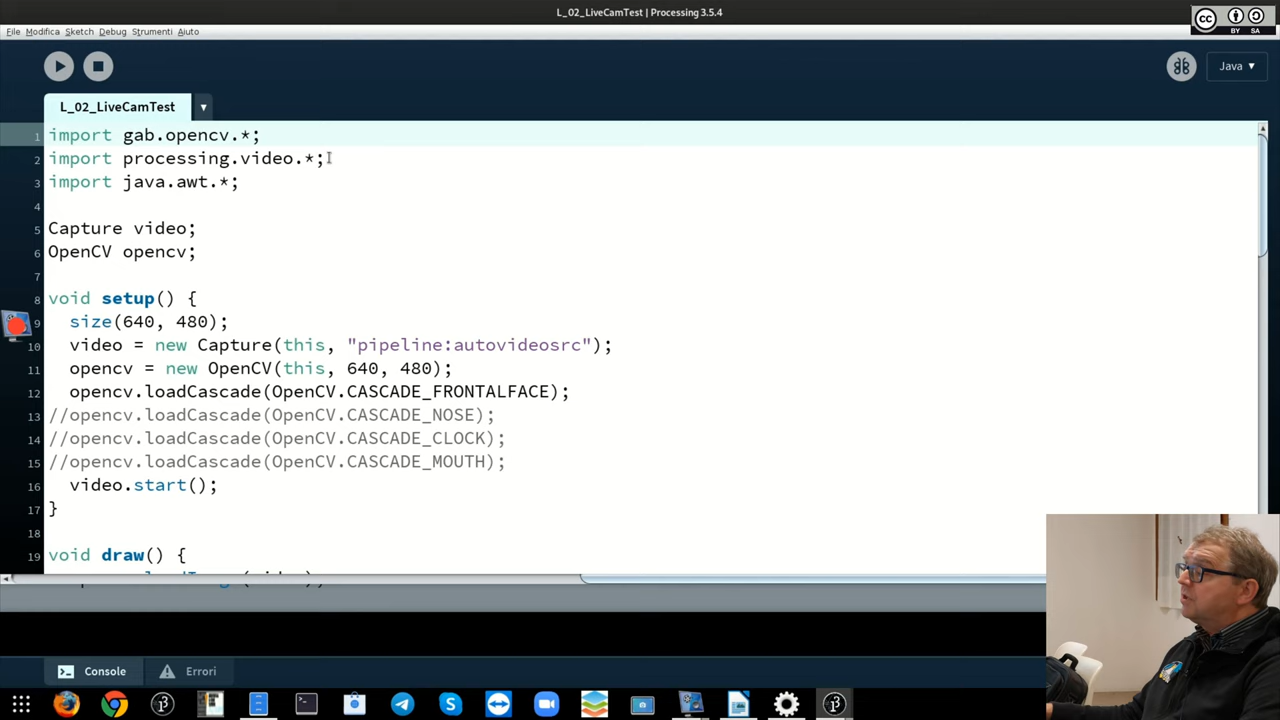 L_02_LiveCamTest | Processing 3.5.4
cc BY SA
File Modifica Sketch Debug Strumenti Aiuto
Java ▾
L_02_LiveCamTest ▾
1 import gab.opencv.*;
2 import processing.video.*;
3 import java.awt.*;
4
5 Capture video;
6 OpenCV opencv;
7
8 void setup() {
9 size(640, 480);
10 video = new Capture(this, "pipeline:autovideosrc");
11 opencv = new OpenCV(this, 640, 480);
12 opencv.loadCascade(OpenCV.CASCADE_FRONTALFACE);
13 //opencv.loadCascade(OpenCV.CASCADE_NOSE);
14 //opencv.loadCascade(OpenCV.CASCADE_CLOCK);
15 //opencv.loadCascade(OpenCV.CASCADE_MOUTH);
16 video.start();
17 }
18
19 void draw() {
Console Errori